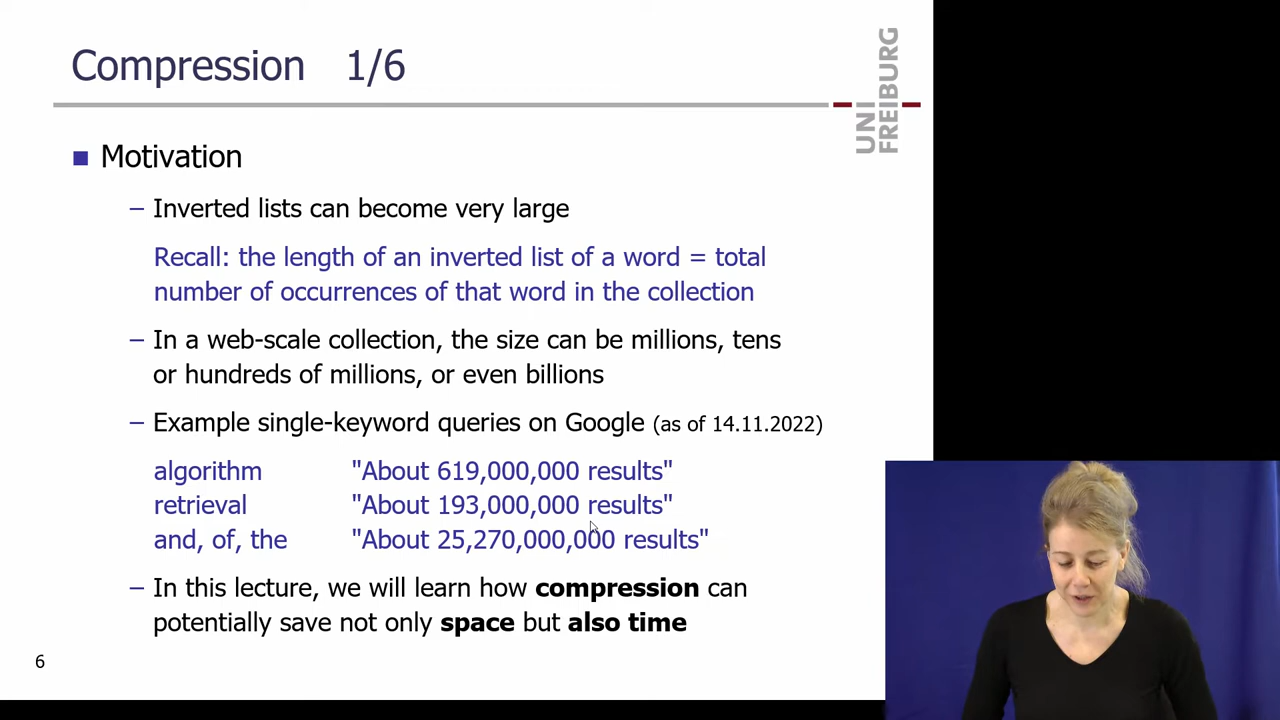 Compression 1/6
UNI
FREIBURG
Motivation
– Inverted lists can become very large
Recall: the length of an inverted list of a word = total
number of occurrences of that word in the collection
– In a web-scale collection, the size can be millions, tens
or hundreds of millions, or even billions
– Example single-keyword queries on Google (as of 14.11.2022)
algorithm "About 619,000,000 results"
retrieval "About 193,000,000 results"
and, of, the "About 25,270,000,000 results"
– In this lecture, we will learn how compression can
potentially save not only space but also time
6